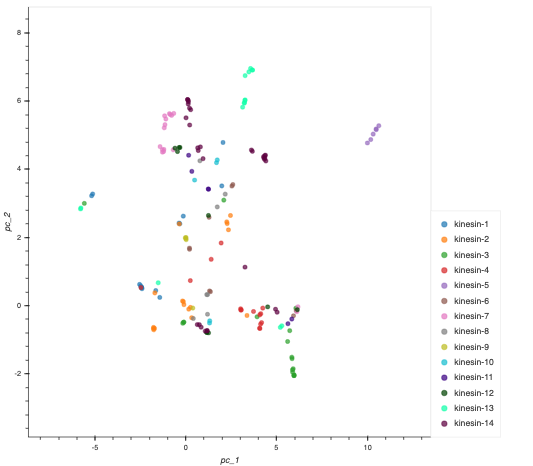 8
6
4
2
0
-2
-5
0
5
10
pc_2
pc_1
kinesin-1
kinesin-2
kinesin-3
kinesin-4
kinesin-5
kinesin-6
kinesin-7
kinesin-8
kinesin-9
kinesin-10
kinesin-11
kinesin-12
kinesin-13
kinesin-14